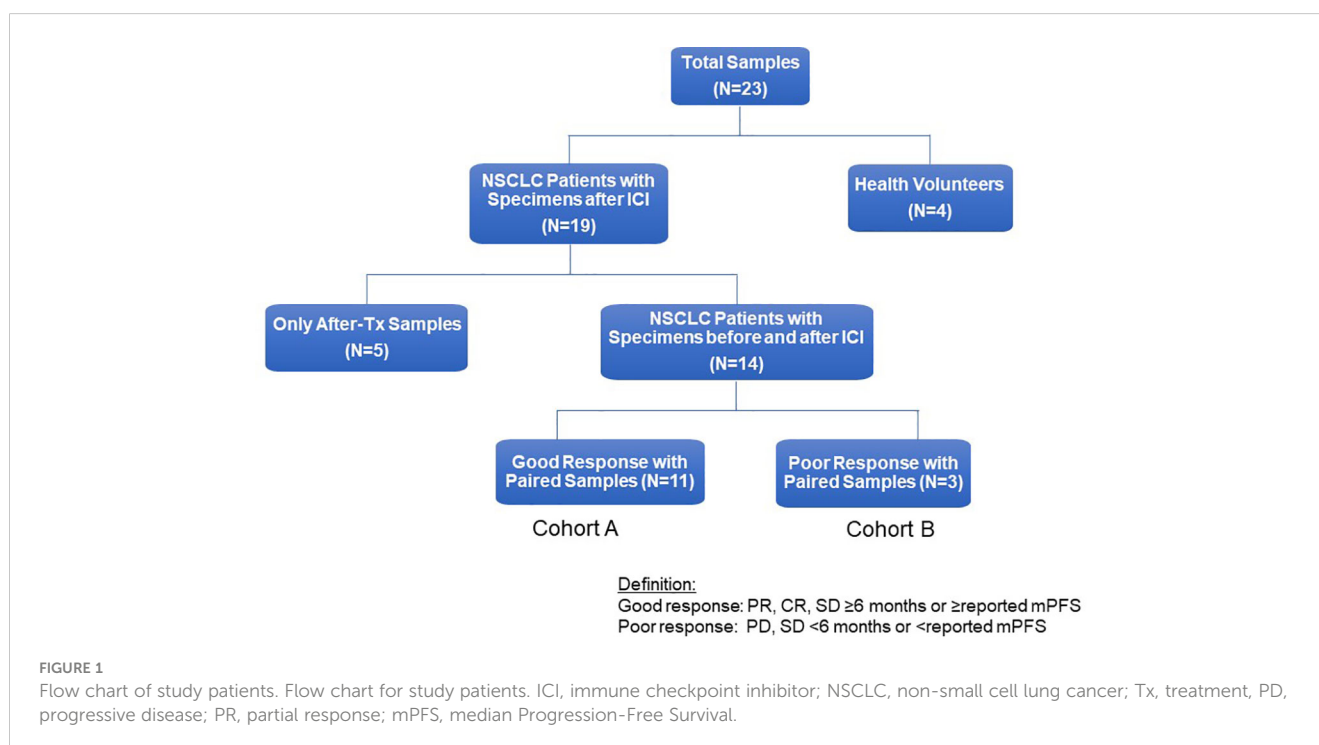 Total Samples
(N=23)
NSCLC Patients with
Specimens after ICI
(N=19)
Health Volunteers
(N=4)
Only After-Tx Samples
(N=5)
NSCLC Patients with
Specimens before and after ICI
(N=14)
Good Response with
Paired Samples (N=11)
Poor Response with
Paired Samples (N=3)
Cohort A
Cohort B
Definition:
Good response: PR, CR, SD ≥6 months or ≥reported mPFS
Poor response: PD, SD <6 months or <reported mPFS
FIGURE 1
Flow chart of study patients. Flow chart for study patients. ICI, immune checkpoint inhibitor; NSCLC, non-small cell lung cancer; Tx, treatment, PD,
progressive disease; PR, partial response; mPFS, median Progression-Free Survival.